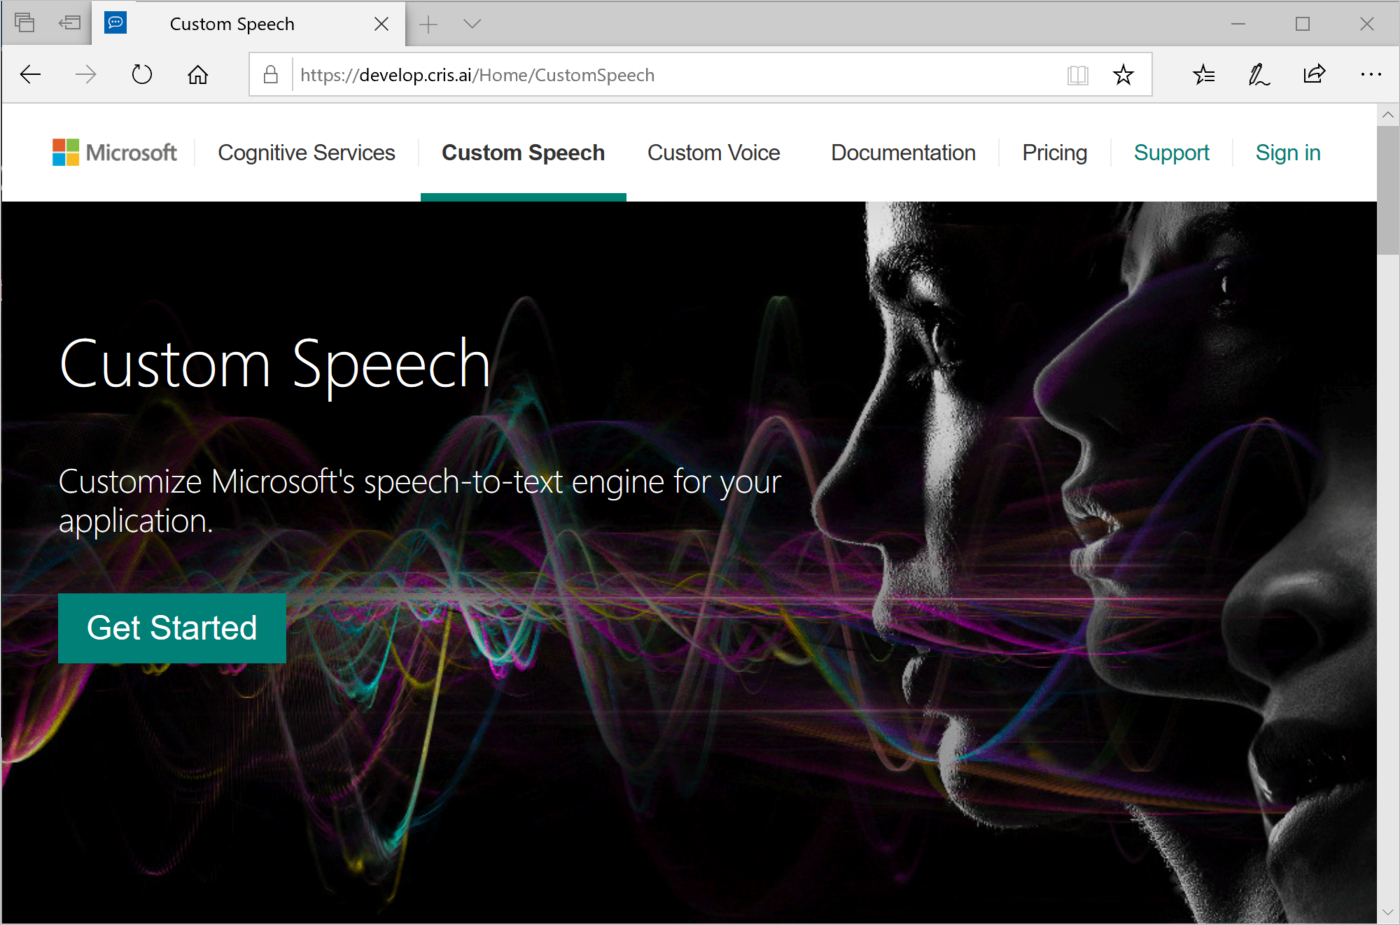 Custom Speech
https://develop.cris.ai/Home/CustomSpeech
Microsoft Cognitive Services Custom Speech Custom Voice Documentation Pricing Support Sign in
Custom Speech
Customize Microsoft's speech-to-text engine for your
application.
Get Started